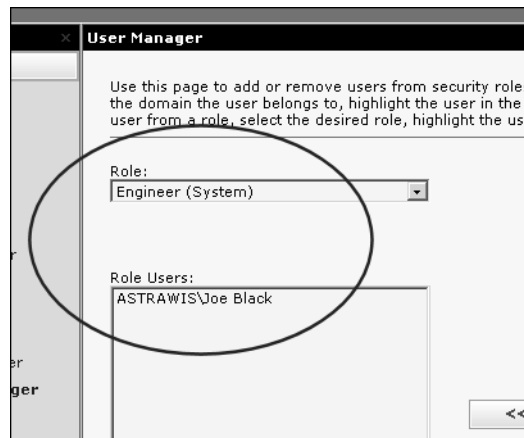 User Manager
Use this page to add or remove users from security role
the domain the user belongs to, highlight the user in the
user from a role, select the desired role, highlight the us
Role:
Engineer (System)
Role Users:
ASTRAWIS\Joe Black
er
ger
<<